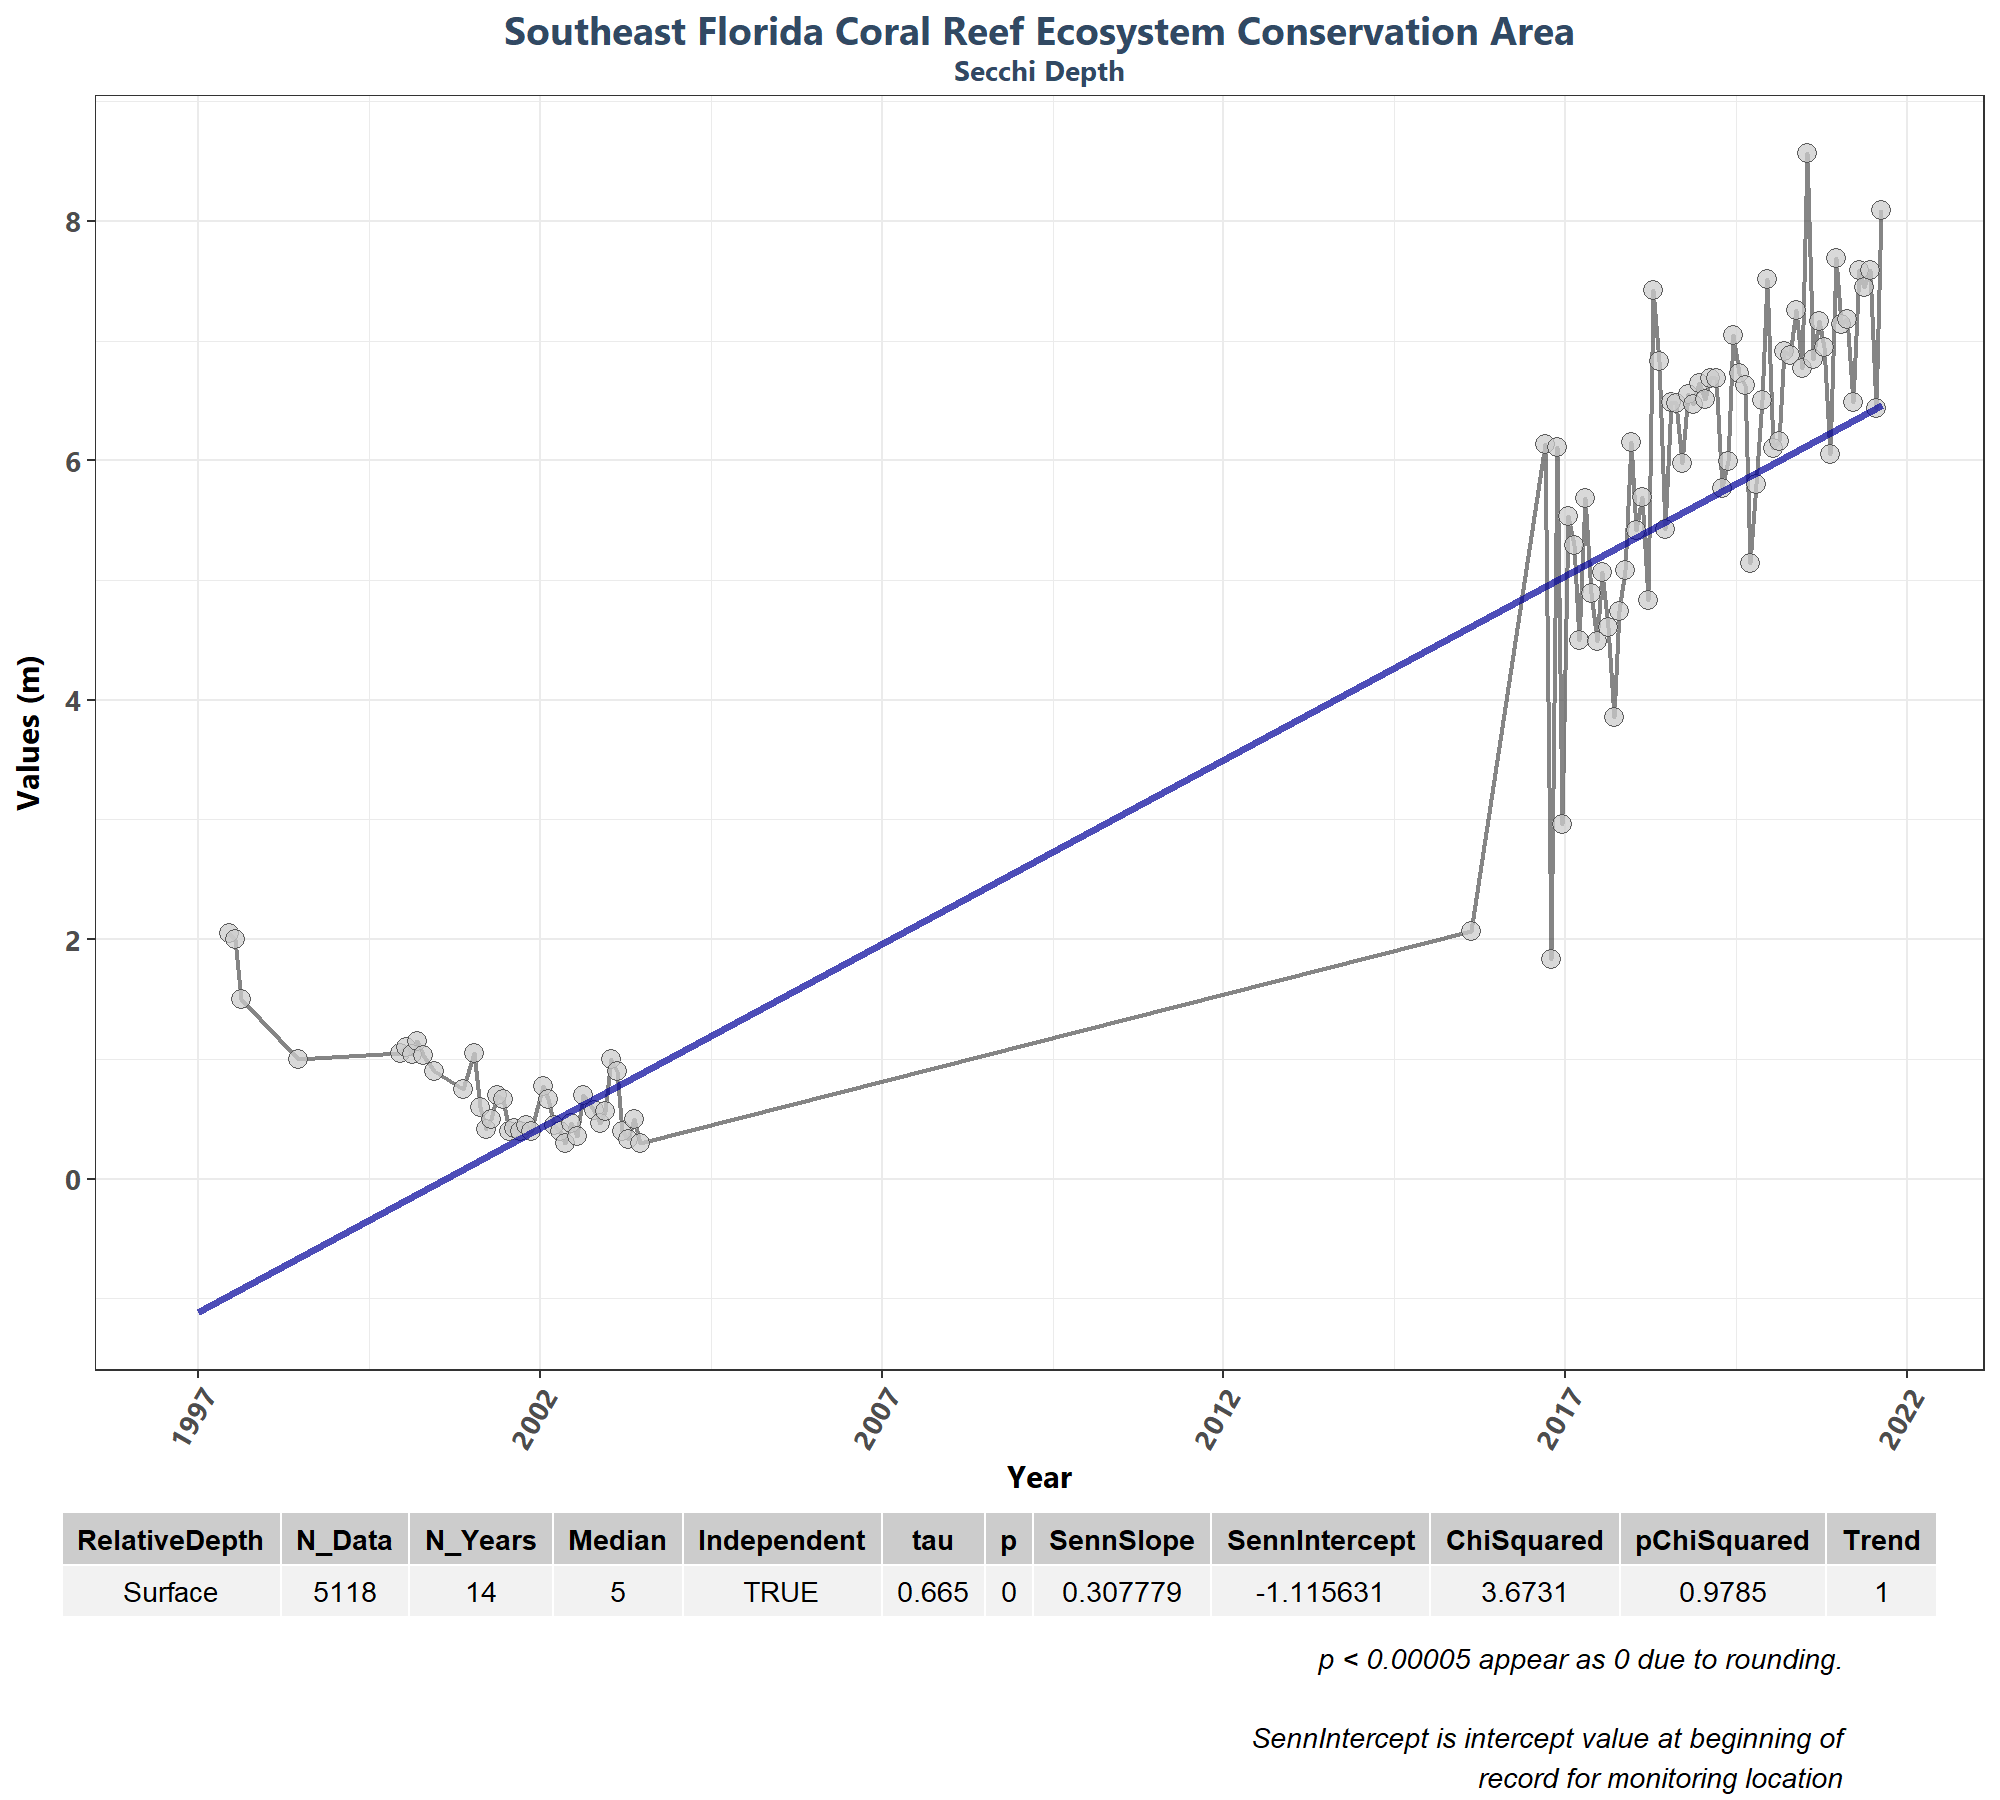 Southeast Florida Coral Reef Ecosystem Conservation Area
Secchi Depth
8
6
4
2
0
Values (m)
1997
2002
2007
2012
2017
2022
Year
RelativeDepth N_Data N_Years Median Independent tau p SennSlope SennIntercept ChiSquared pChiSquared Trend
Surface 5118 14 5 TRUE 0.665 0 0.307779 -1.115631 3.6731 0.9785 1
p < 0.00005 appear as 0 due to rounding.
SennIntercept is intercept value at beginning of
record for monitoring location